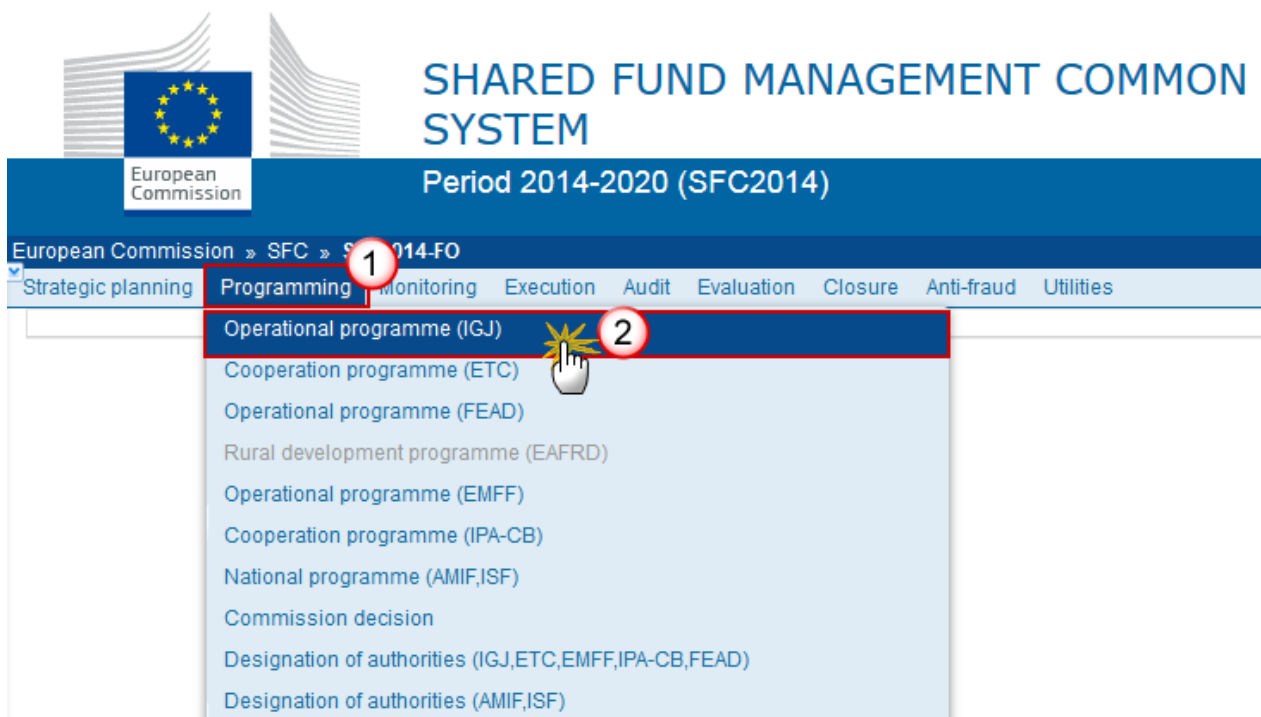 SHARED FUND MANAGEMENT COMMON
SYSTEM
European
Commission
Period 2014-2020 (SFC2014)
European Commission » SFC » S 014-FO
1
Strategic planning Programming Monitoring Execution Audit Evaluation Closure Anti-fraud Utilities
Operational programme (IGJ)
2
Cooperation programme (ETC)
Operational programme (FEAD)
Rural development programme (EAFRD)
Operational programme (EMFF)
Cooperation programme (IPA-CB)
National programme (AMIF,ISF)
Commission decision
Designation of authorities (IGJ,ETC,EMFF,IPA-CB,FEAD)
Designation of authorities (AMIF,ISF)